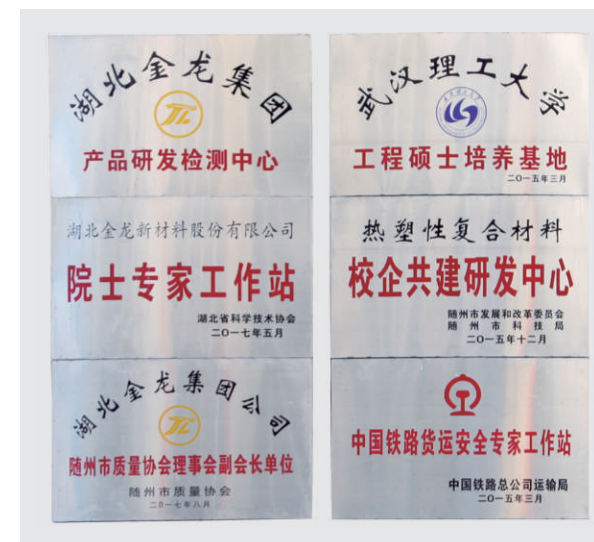 湖北金龙集团
产品研发检测中心
湖北金龙新材料股份有限公司
院士专家工作站
湖北省科学技术协会
二〇一七年五月
湖北金龙集团公司
随州市质量协会理事会副会长单位
随州市质量协会
二〇一七年八月
武汉理工大学
工程硕士培养基地
二〇一五年三月
热塑性复合材料
校企共建研发中心
随州市发展和改革委员会
随州市科技局
二〇一五年十二月
中国铁路货运安全专家工作站
中国铁路总公司运输局
二〇一五年三月